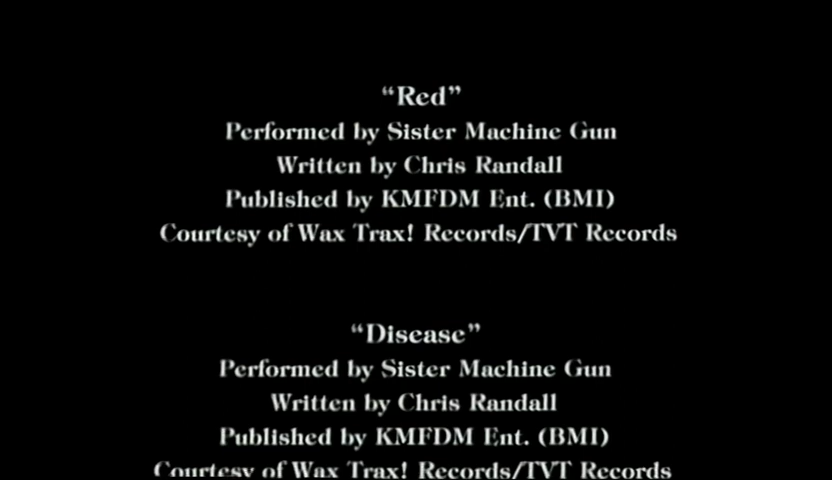 “Red”
Performed by Sister Machine Gun
Written by Chris Randall
Published by KMFDM Ent. (BMI)
Courtesy of Wax Trax! Records/TVT Records
“Disease”
Performed by Sister Machine Gun
Written by Chris Randall
Published by KMFDM Ent. (BMI)
Courtesy of Wax Trax! Records/TVT Records